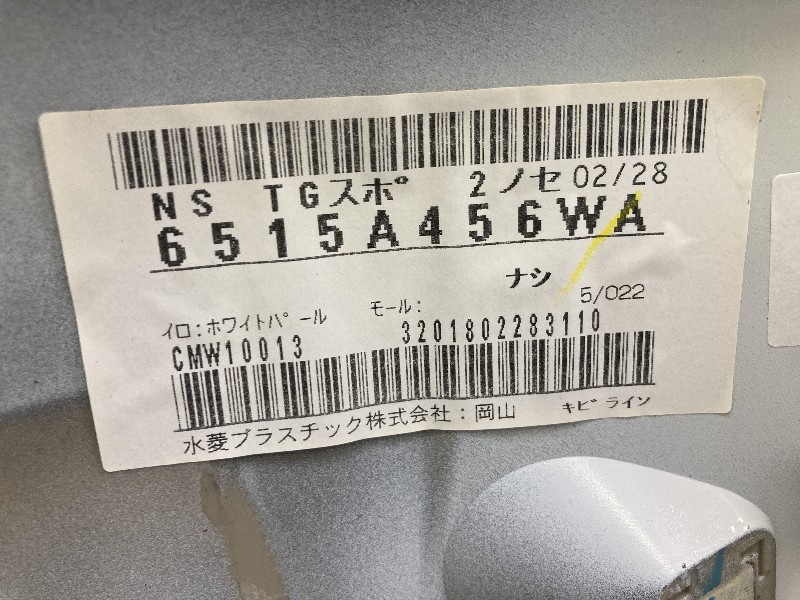 NS TGスポ 2ノセ 02/28
6515A456WA
ナシ
5/022
イロ:ホワイトパール モール:
CMW10013 3201802283110
水菱プラスチック株式会社:岡山 キビライン